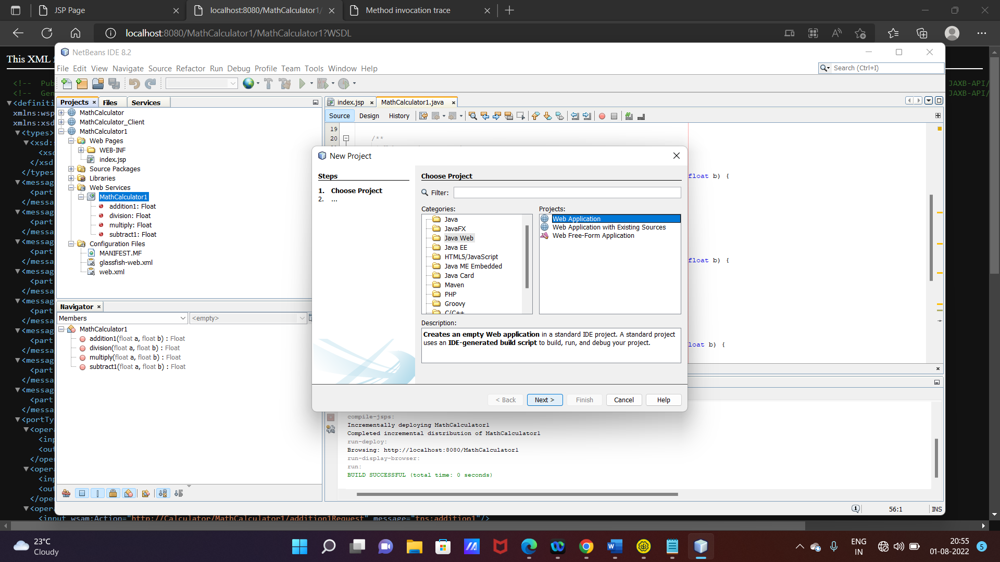 JSP Page
localhost:8080/MathCalculator1/
Method invocation trace
localhost:8080/MathCalculator1/MathCalculator1?WSDL
This XML
NetBeans IDE 8.2
File Edit View Navigate Source Refactor Run Debug Profile Team Tools Window Help
Search (Ctrl+I)
Projects Files Services
MathCalculator
MathCalculator_Client
MathCalculator1
Web Pages
WEB-INF
index.jsp
Source Packages
Libraries
Web Services
MathCalculator1
addition1: Float
division: Float
multiply: Float
subtract1: Float
Configuration Files
MANIFEST.MF
glassfish-web.xml
web.xml
Navigator
Members
<empty>
MathCalculator1
addition1(float a, float b) : Float
division(float a, float b) : Float
multiply(float a, float b) : Float
subtract1(float a, float b) : Float
index.jsp MathCalculator1.java
Source Design History
19
20 /**
float b) {
float b) {
loat b) {
New Project
Steps
1. Choose Project
2. ...
Choose Project
Filter:
Categories:
Java
JavaFX
Java Web
Java EE
HTML5/JavaScript
Java ME Embedded
Java Card
Maven
PHP
Groovy
C/C++
Projects:
Web Application
Web Application with Existing Sources
Web Free-Form Application
Description:
Creates an empty Web application in a standard IDE project. A standard project
uses an IDE-generated build script to build, run, and debug your project.
< Back Next > Finish Cancel Help
compile-jsps:
Incrementally deploying MathCalculator1
Completed incremental distribution of MathCalculator1
run-deploy:
Browsing: http://localhost:8080/MathCalculator1
run-display-browser:
run:
BUILD SUCCESSFUL (total time: 0 seconds)
1 56:1 INS
<!-- Pub
<!-- Gen
JAXB-API/
JAXB-API/
<definiti
xmlns:wsp
xmlns:xsd
<types>
<xsd:s
<xsd
</xsd
</types
<messag
<part
</messa
<messag
<part
</messa
<messag
<part
</messa
<messag
<part
</messa
<messag
<part
</messa
<messag
<part
</messa
<messag
<part
</messa
<messag
<part
</messa
<portTy
<opera
<inp
<out
</oper
<opera
<inp
<out
</oper
<opera
<input wsam:Action="http://Calculator/MathCalculator1/addition1Request" message="tns:addition1"/>
23°C
Cloudy
ENG
IN
20:55
01-08-2022
5